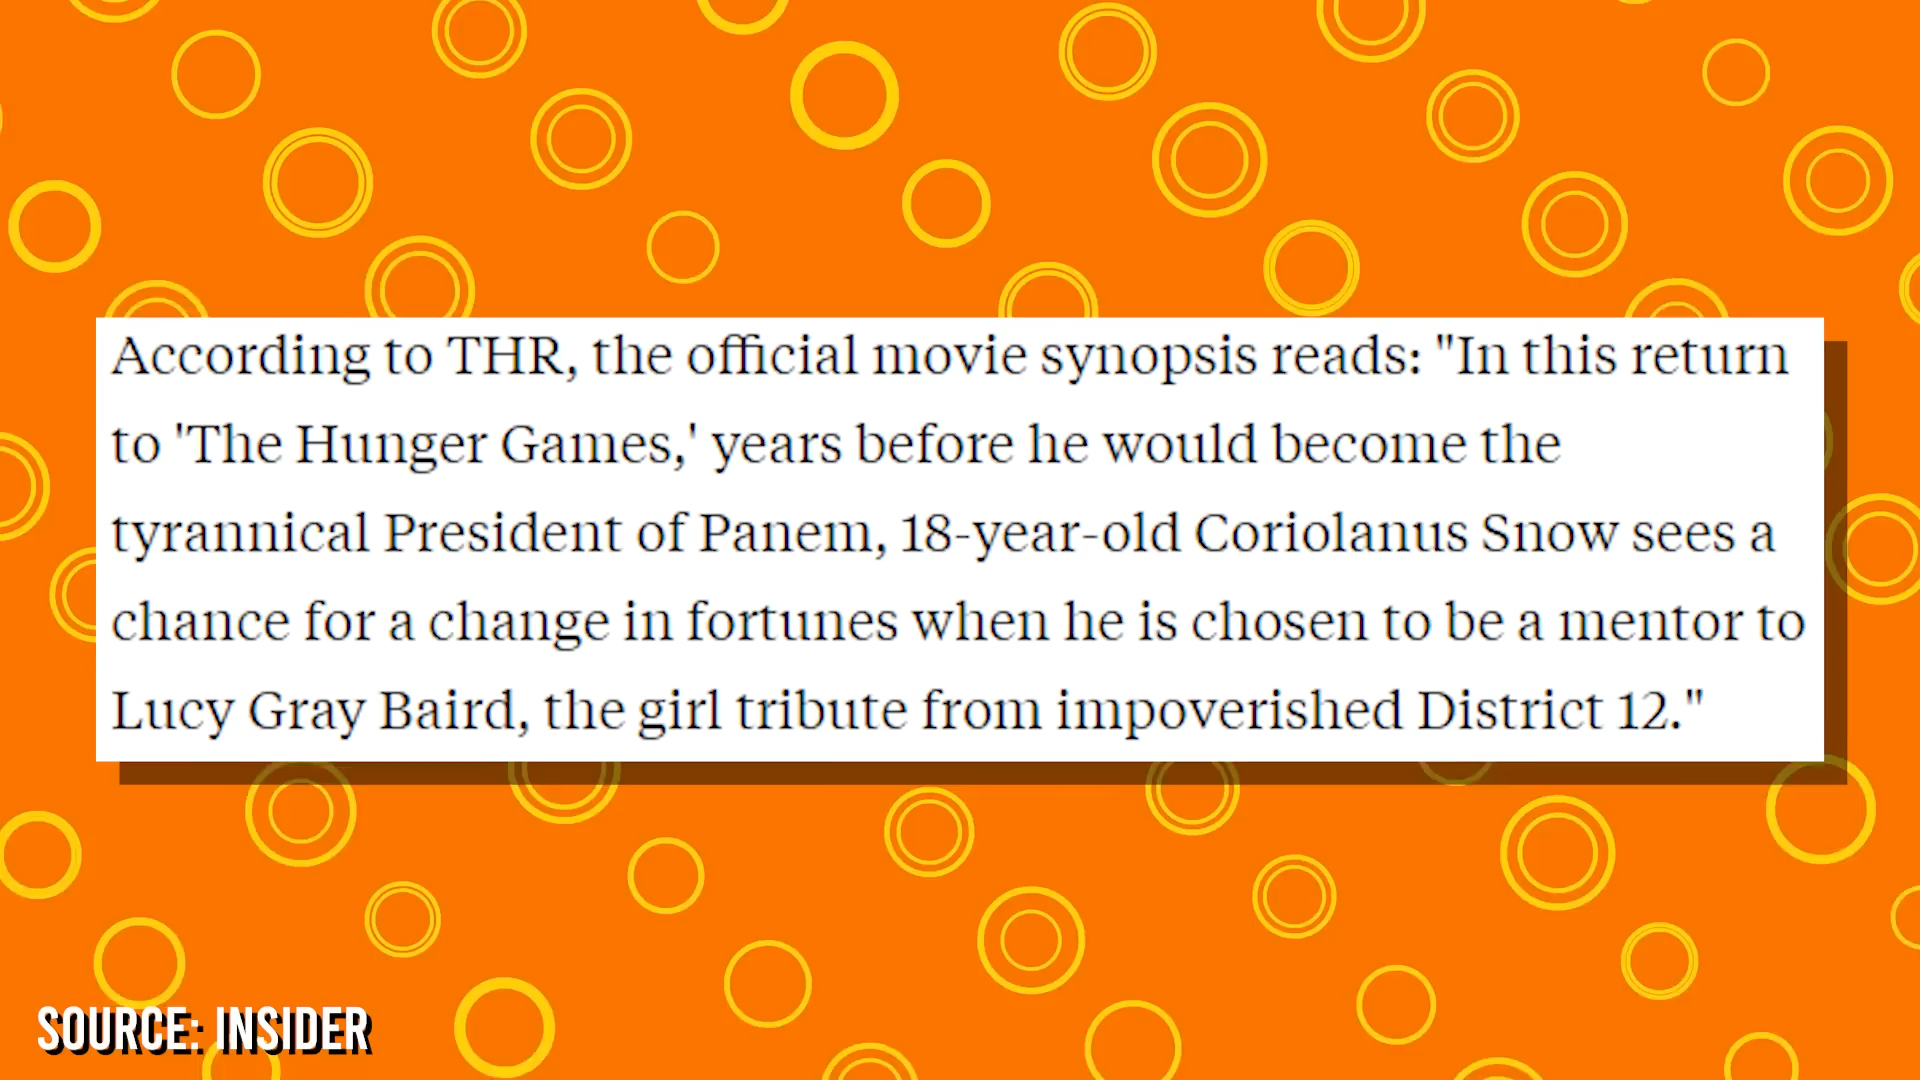 According to THR, the official movie synopsis reads: "In this return
to 'The Hunger Games,' years before he would become the
tyrannical President of Panem, 18-year-old Coriolanus Snow sees a
chance for a change in fortunes when he is chosen to be a mentor to
Lucy Gray Baird, the girl tribute from impoverished District 12."
SOURCE: INSIDER